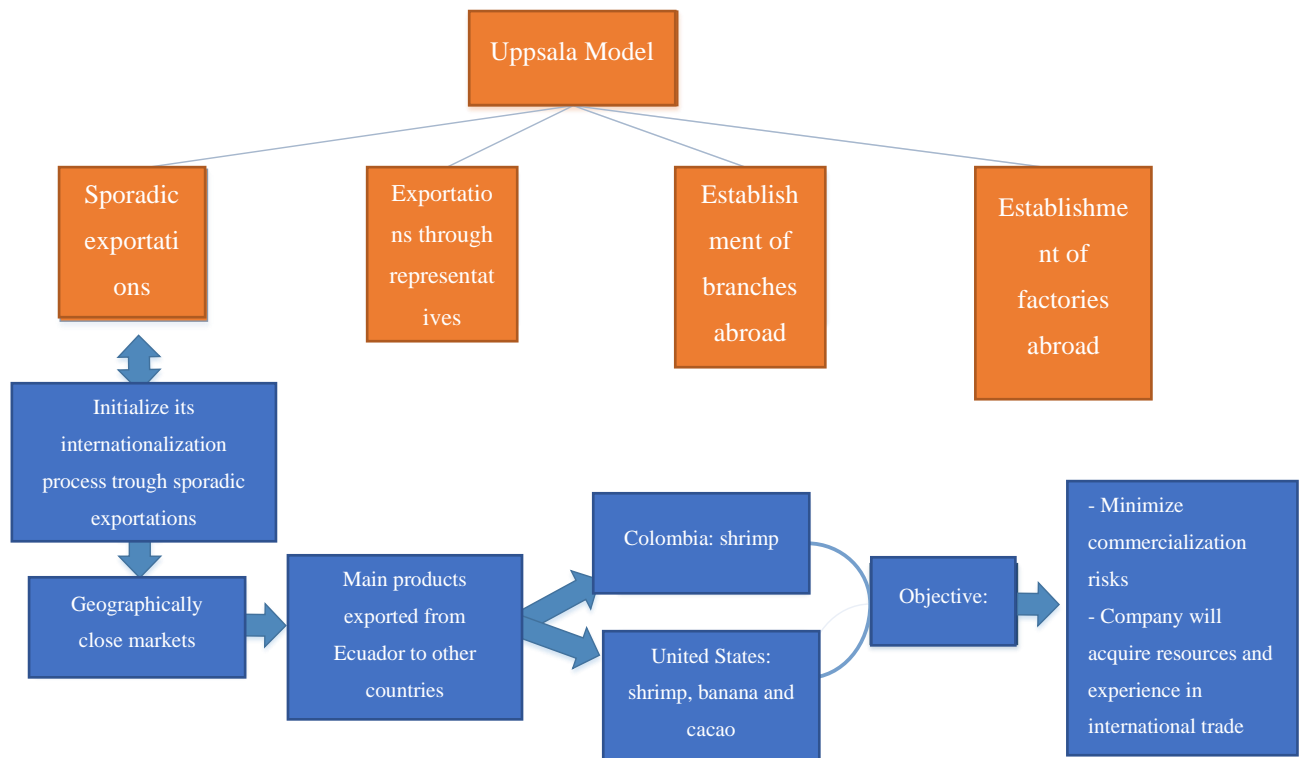 Uppsala Model
Sporadic
exportati
ons
Exportatio
ns through
representat
ives
Establish
ment of
branches
abroad
Establishme
nt of
factories
abroad
Initialize its
internationalization
process trough sporadic
exportations
Geographically
close markets
Main products
exported from
Ecuador to other
countries
Colombia: shrimp
United States:
shrimp, banana and
cacao
Objective:
- Minimize
commercialization
risks
- Company will
acquire resources and
experience in
international trade